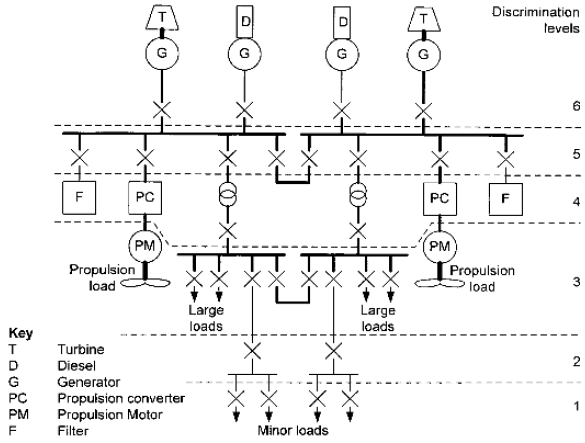 T D D T Discrimination
levels
G G G G
6
5
F PC PC F 4
PM PM
Propulsion
load
Propulsion
load
3
Large
loads
Large
loads
Key
T Turbine
D Diesel
G Generator
PC Propulsion converter
PM Propulsion Motor
F Filter
2
1
Minor loads